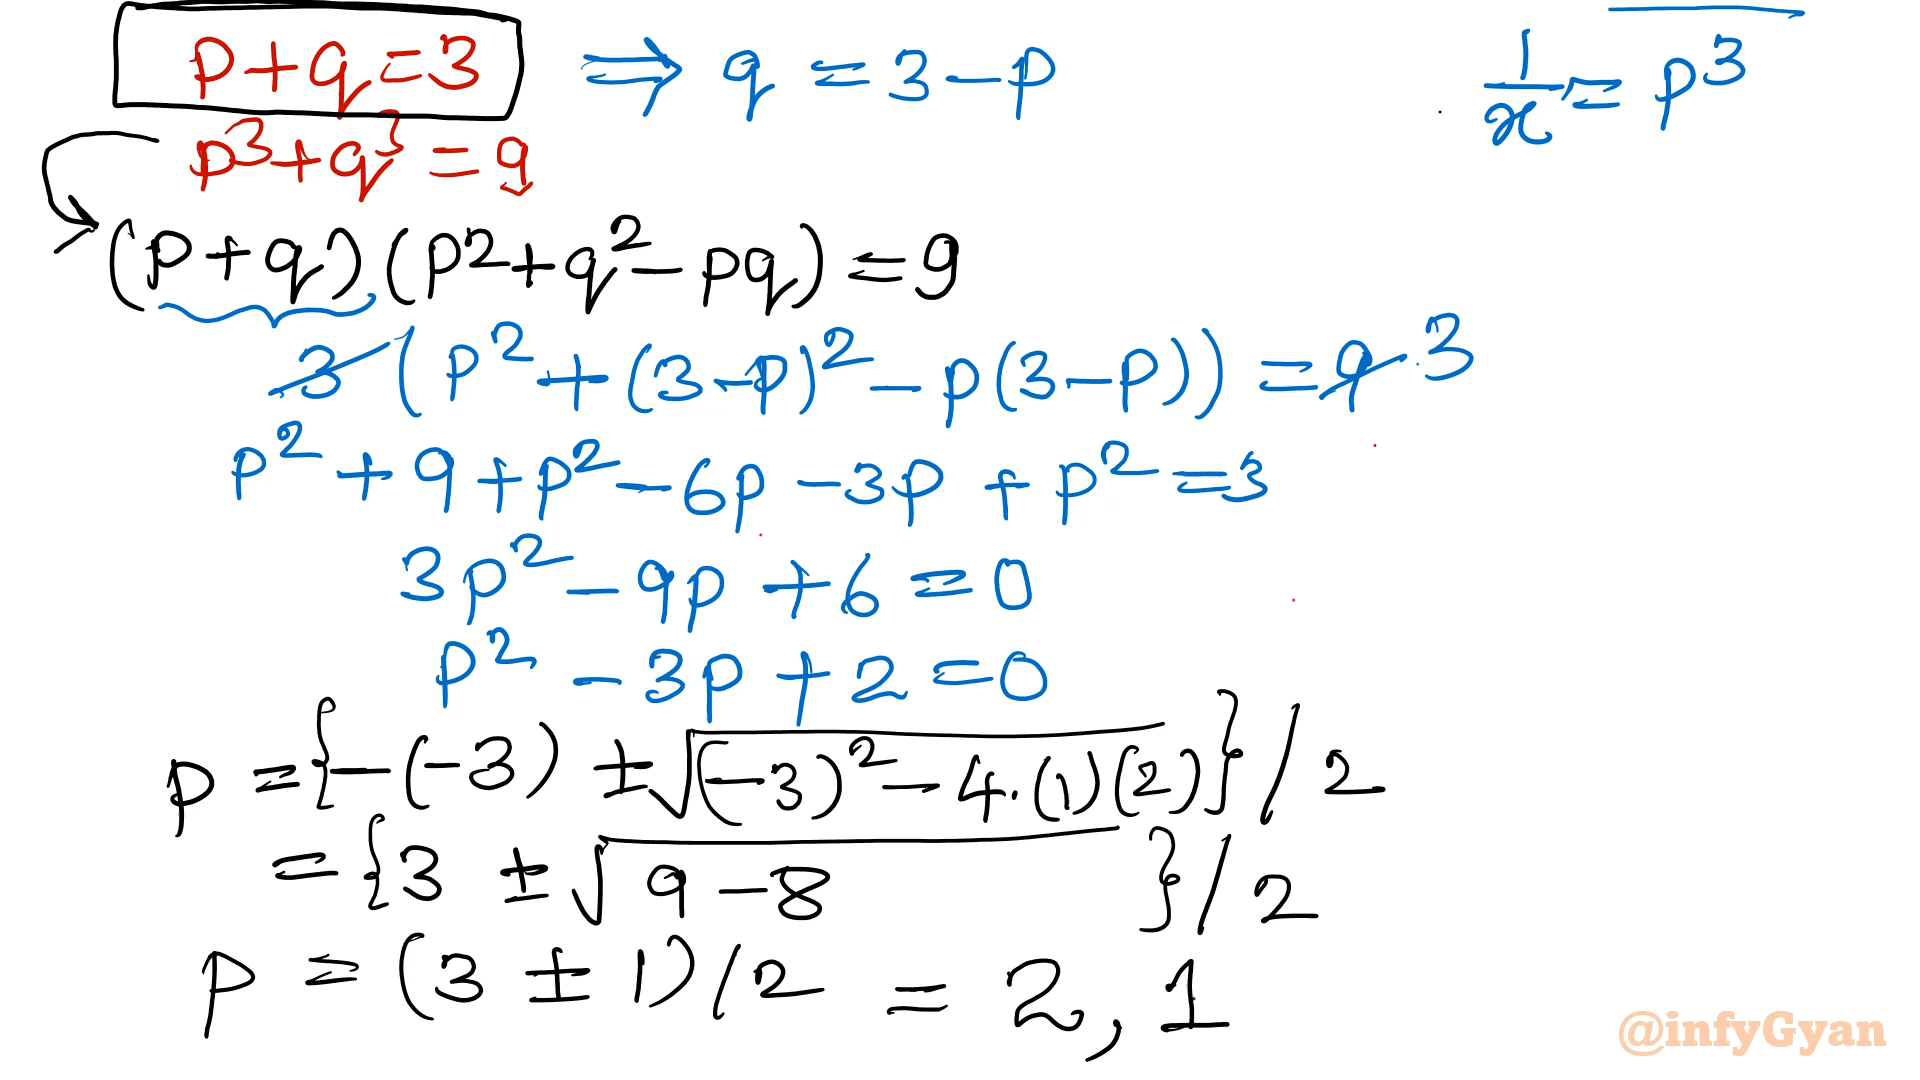 p+q=3 ⇒ q = 3-p
1/x = p³
p³+q³ = 9
(p+q)(p²+q²-pq) = 9
3(p²+(3-p)²-p(3-p)) = 9 3
p²+9+p²-6p-3p+p²=3
3p²-9p+6=0
p²-3p+2=0
p = {-(-3) ± √(-3)²-4.(1)(2)}/2
= {3 ± √9-8}/2
p = (3 ± 1)/2 = 2, 1
@infyGyan